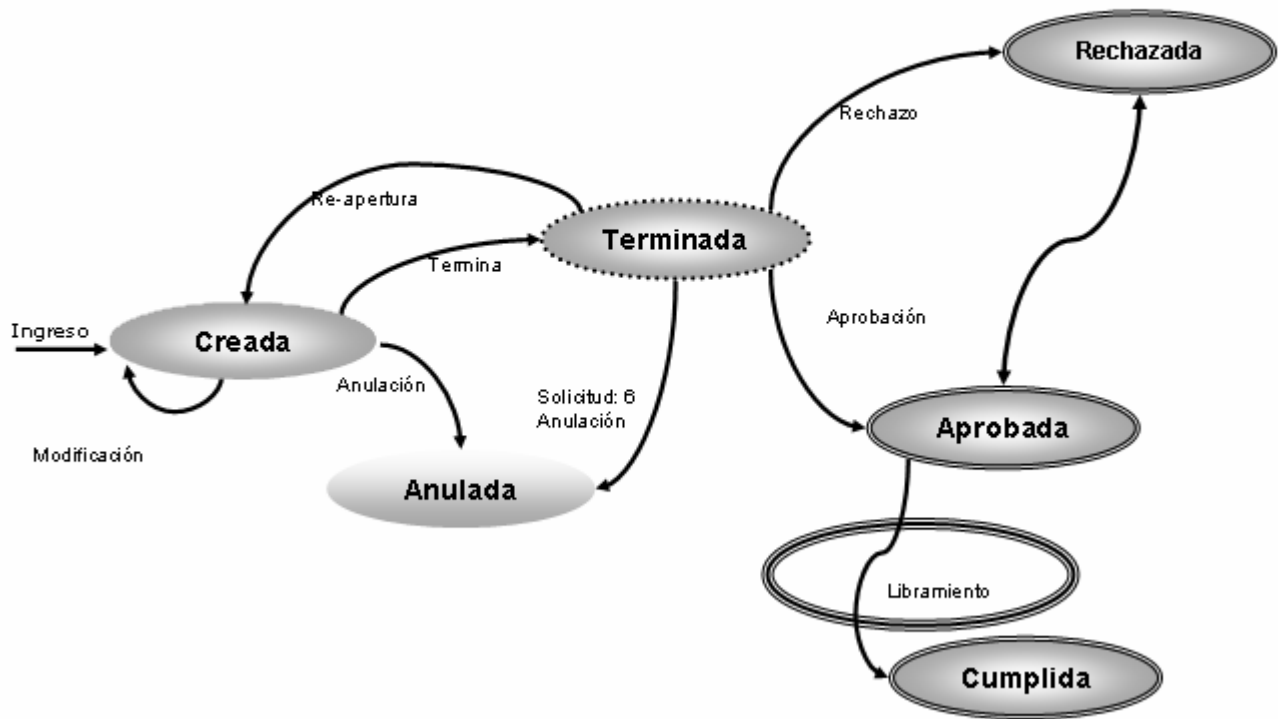 Rechazada
Rechazo
Re-apertura
Terminada
Termina
Aprobación
Ingreso
Creada
Anulación
Solicitud: 6
Anulación
Aprobada
Modificación
Anulada
Libramiento
Cumplida